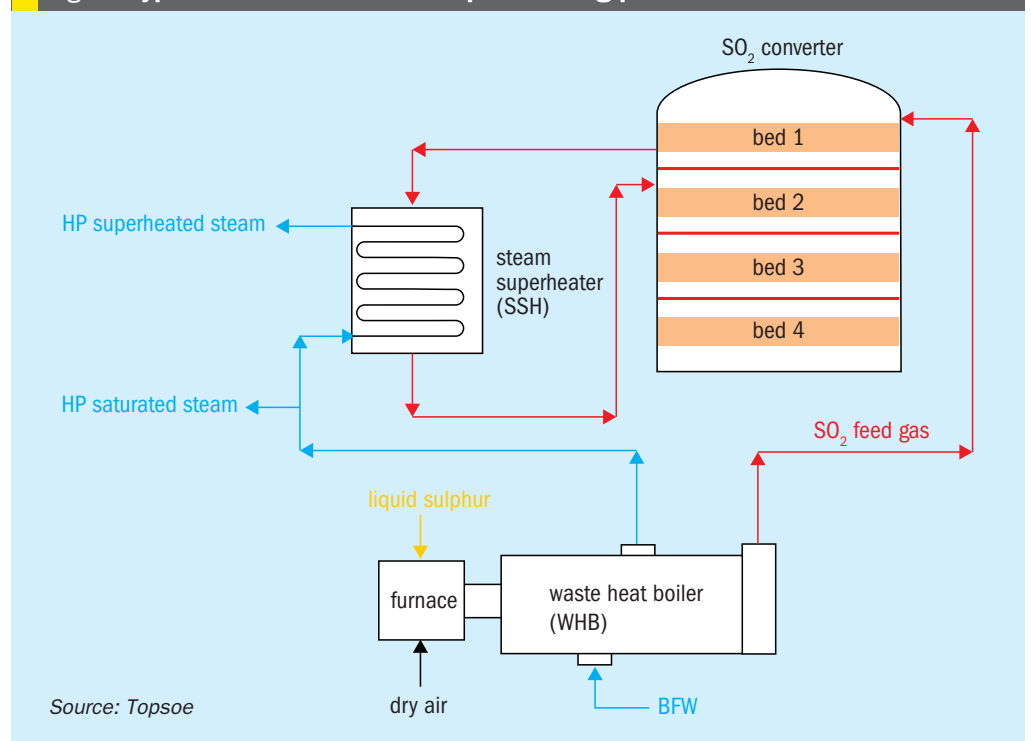 SO₂ converter
bed 1
bed 2
bed 3
bed 4
HP superheated steam
steam
superheater
(SSH)
HP saturated steam
SO₂ feed gas
liquid sulphur
furnace
waste heat boiler
(WHB)
dry air
BFW
Source: Topsoe